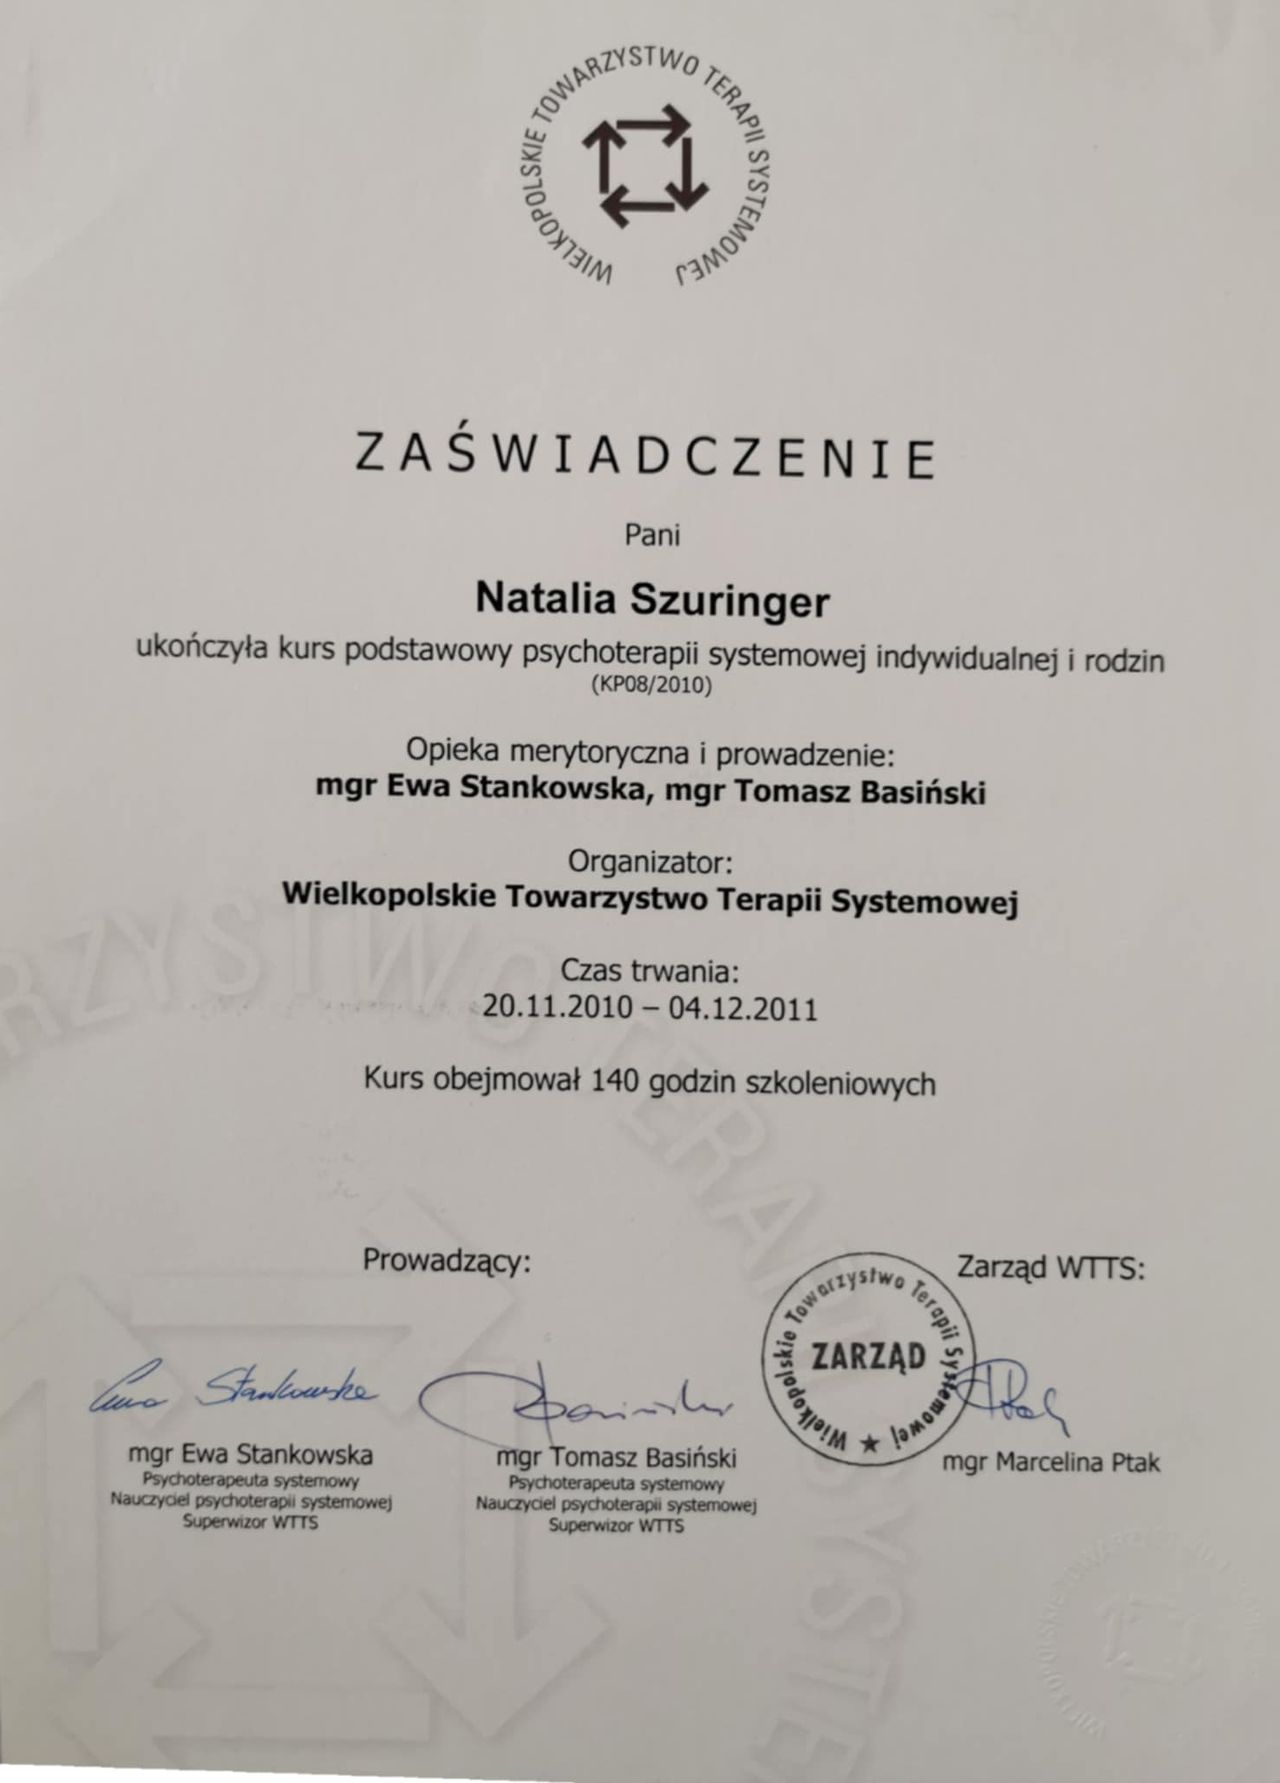 WIELKOPOLSKIE TOWARZYSTWO TERAPII SYSTEMOWEJ
ZAŚWIADCZENIE
Pani
Natalia Szuringer
ukończyła kurs podstawowy psychoterapii systemowej indywidualnej i rodzin
(KP08/2010)
Opieka merytoryczna i prowadzenie:
mgr Ewa Stankowska, mgr Tomasz Basiński
Organizator:
Wielkopolskie Towarzystwo Terapii Systemowej
Czas trwania:
20.11.2010 – 04.12.2011
Kurs obejmował 140 godzin szkoleniowych
Prowadzący:
Zarząd WTTS:
Wielkopolskie Towarzystwo Terapii Systemowej
ZARZĄD
Ewa Stankowska
mgr Ewa Stankowska
Psychoterapeuta systemowy
Nauczyciel psychoterapii systemowej
Superwizor WTTS
mgr Tomasz Basiński
Psychoterapeuta systemowy
Nauczyciel psychoterapii systemowej
Superwizor WTTS
mgr Marcelina Ptak